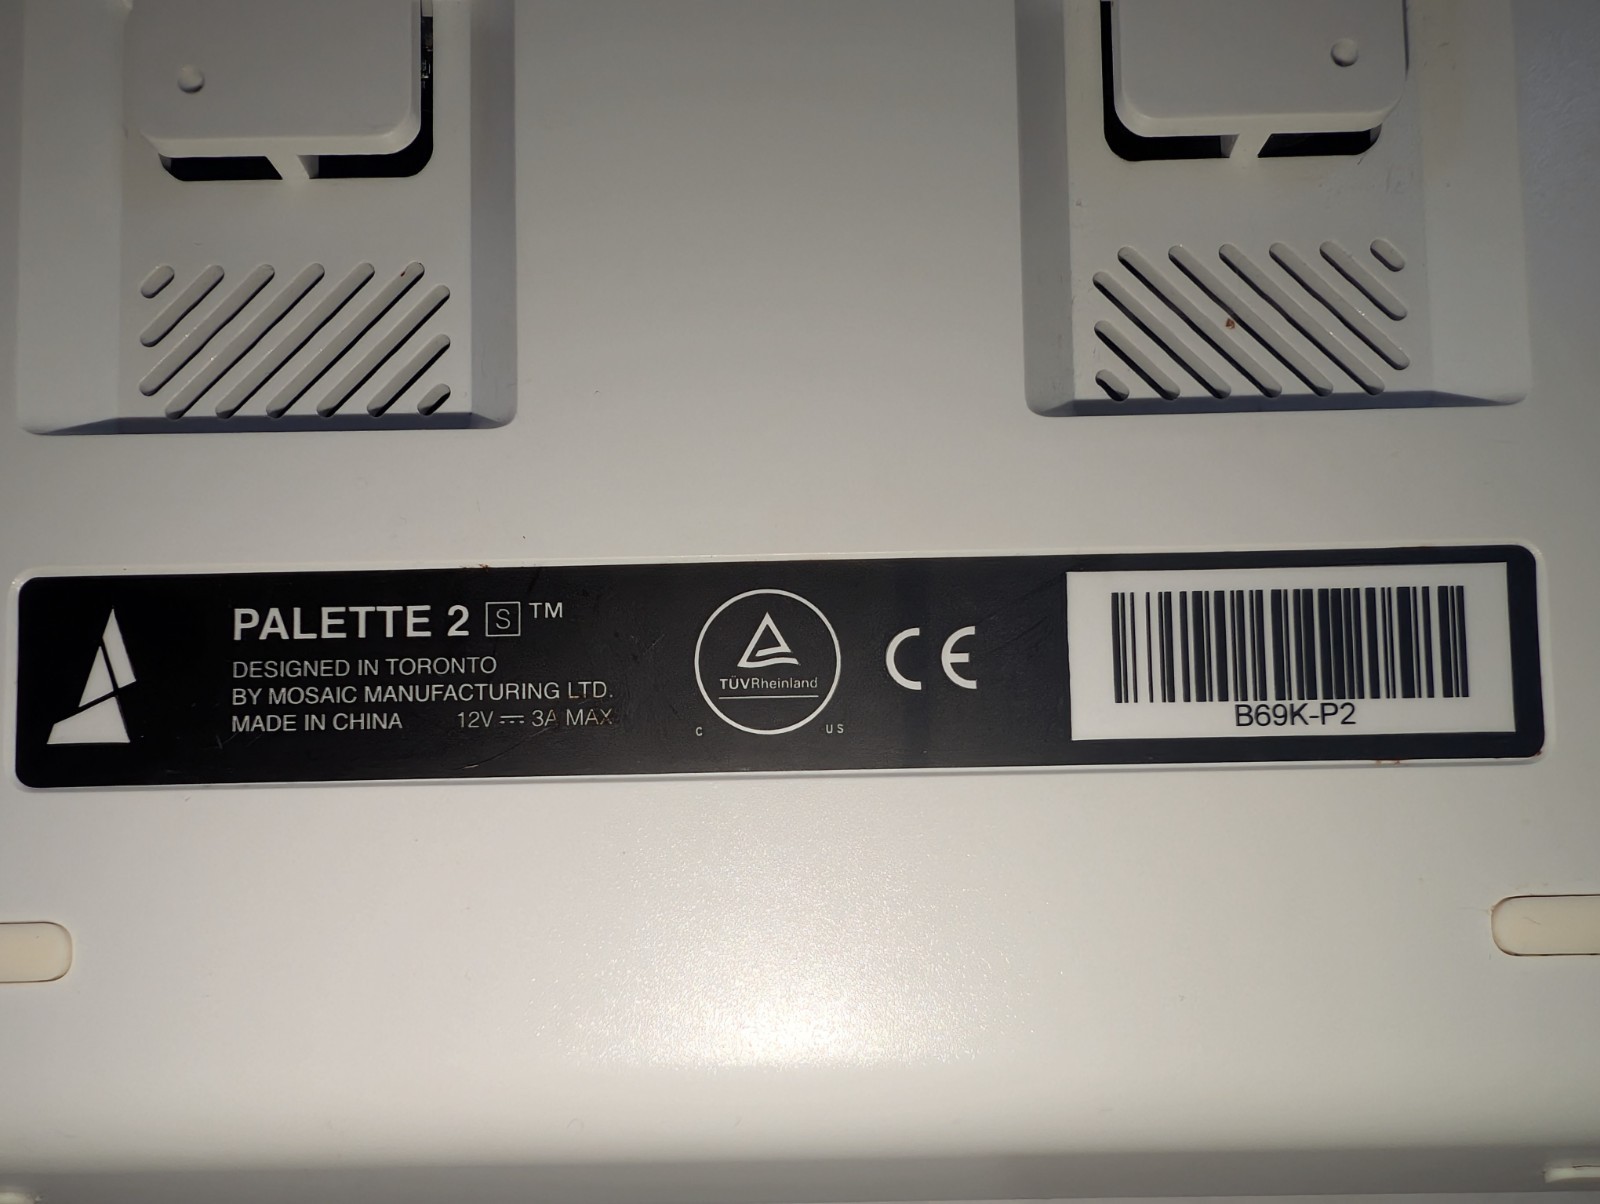 PALETTE 2 S ™
DESIGNED IN TORONTO
BY MOSAIC MANUFACTURING LTD.
MADE IN CHINA 12V ⎓ 3A MAX
TÜVRheinland
C US
CE
B69K-P2